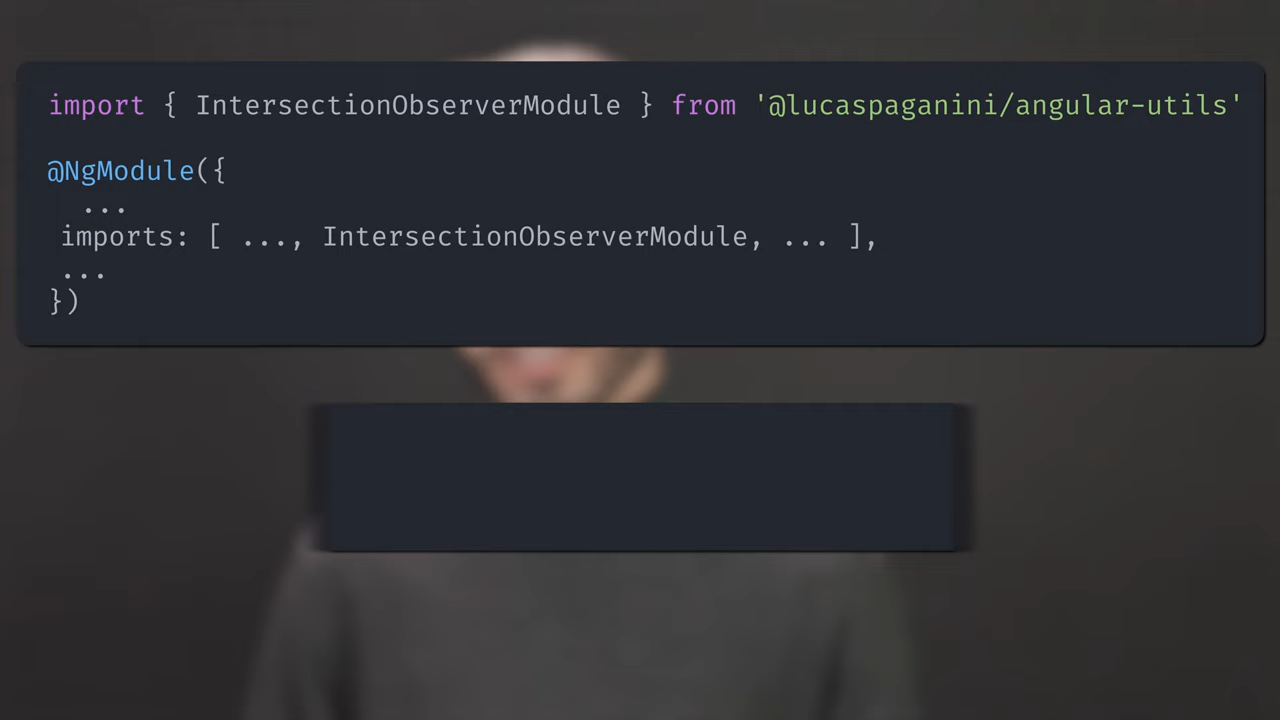 import { IntersectionObserverModule } from '@lucaspaganini/angular-utils'
@NgModule({
...
imports: [ ..., IntersectionObserverModule, ... ],
...
})